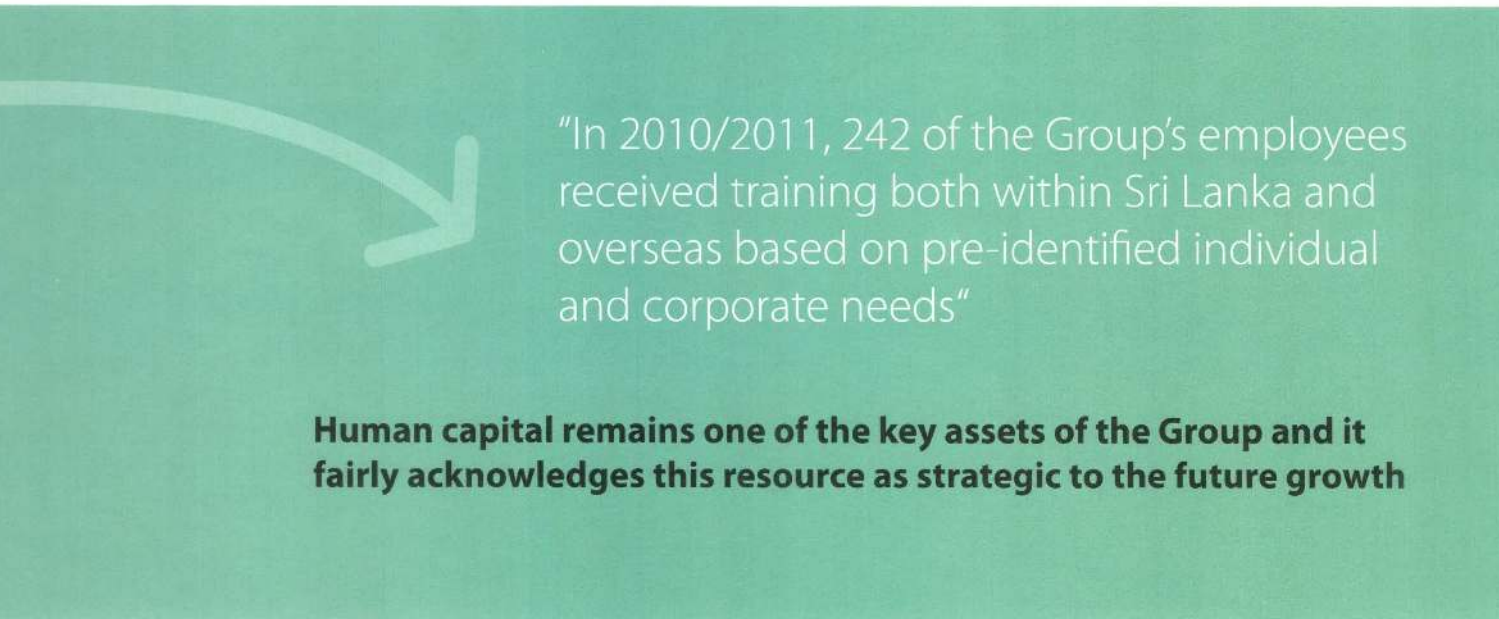 "In 2010/2011, 242 of the Group's employees
received training both within Sri Lanka and
overseas based on pre-identified individual
and corporate needs“
Human capital remains one of the key assets of the Group and it
fairly acknowledges this resource as strategic to the future growth